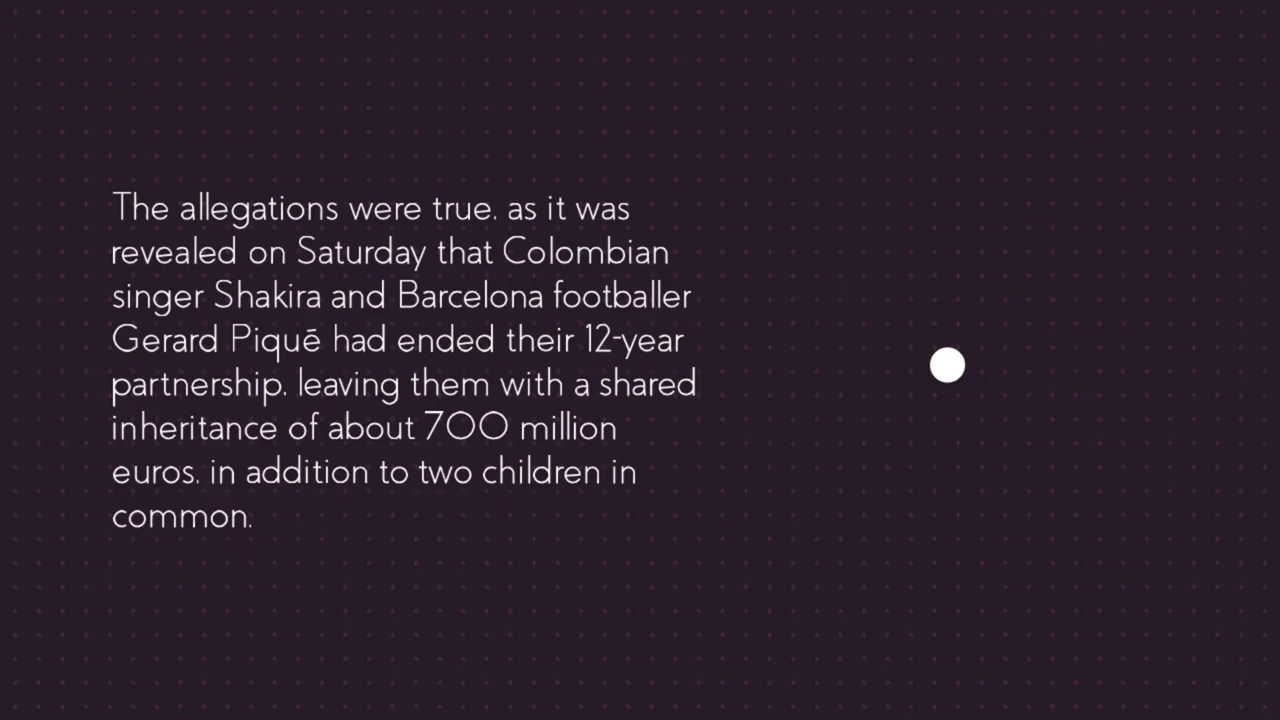 The allegations were true. as it was
revealed on Saturday that Colombian
singer Shakira and Barcelona footballer
Gerard Piqué had ended their 12-year
partnership. leaving them with a shared
inheritance of about 700 million
euros. in addition to two children in
common.